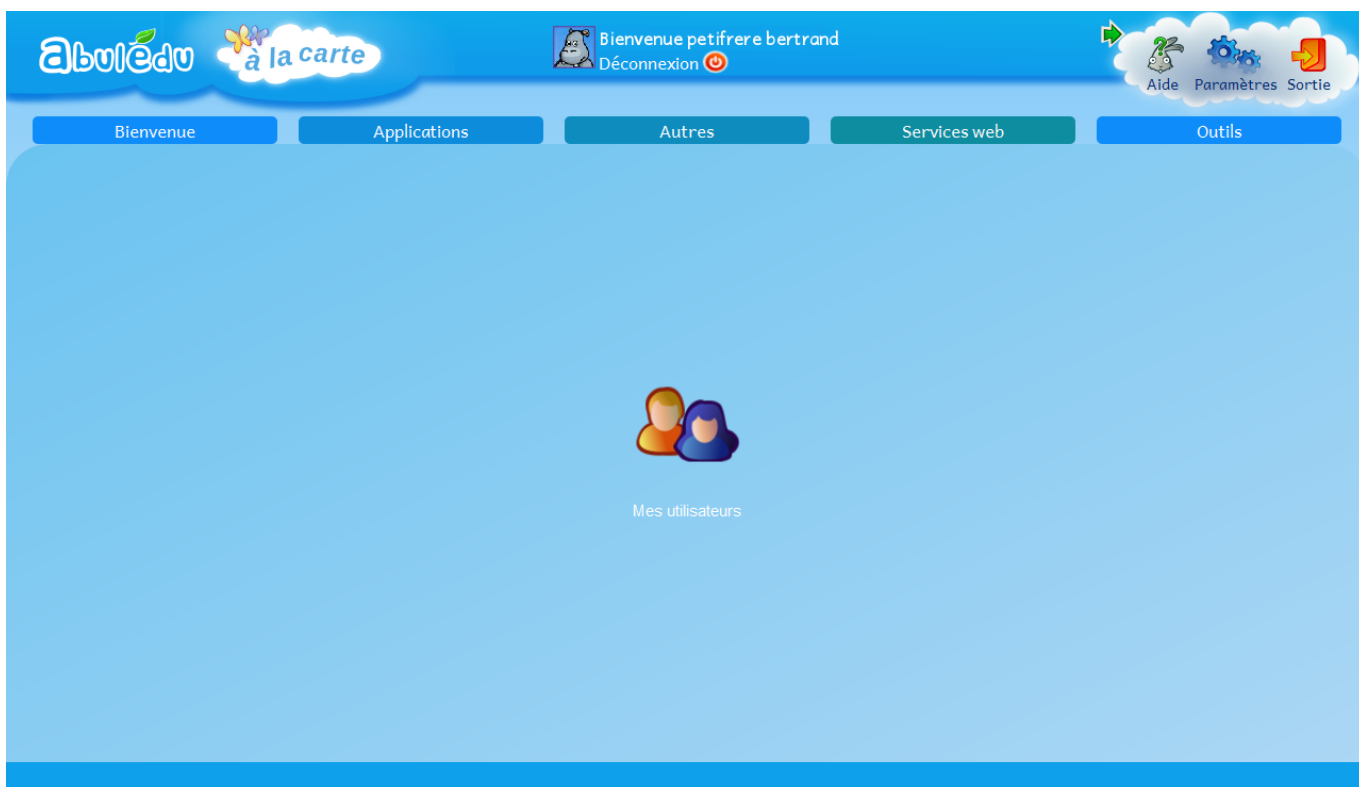 abulédu
à la carte
Bienvenue petifrere bertrand
Déconnexion
Aide Paramètres Sortie
Bienvenue Applications Autres Services web Outils
Mes utilisateurs